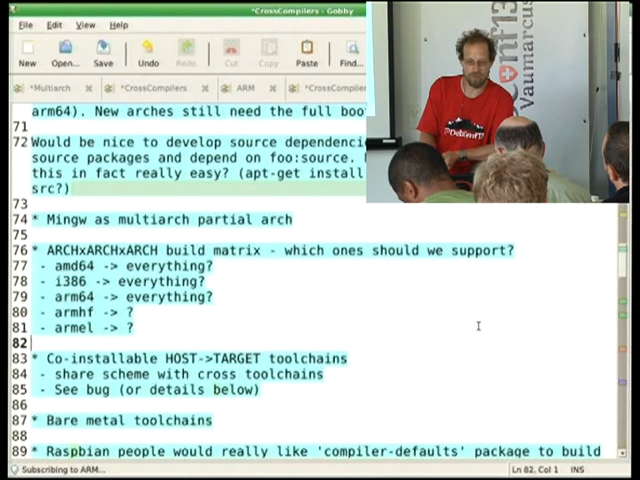 *CrossCompilers - Gobby
File Edit View Help
New Open... Save Undo Redo Cut Copy Paste Find...
*Multiarch *CrossCompilers ARM *CrossCompiler
arm64). New arches still need the full boo
71
72 Would be nice to develop source dependenci
source packages and depend on foo:source.
this in fact really easy? (apt-get install
src?)
73
74 * Mingw as multiarch partial arch
75
76 * ARCHxARCHxARCH build matrix - which ones should we support?
77 - amd64 -> everything?
78 - i386 -> everything?
79 - arm64 -> everything?
80 - armhf -> ?
81 - armel -> ?
82
83 * Co-installable HOST->TARGET toolchains
84 - share scheme with cross toolchains
85 - See bug (or details below)
86
87 * Bare metal toolchains
88
89 * Raspbian people would really like 'compiler-defaults' package to build
Subscribing to ARM... Ln 82, Col 1 INS
Conf13
Vaumarcus